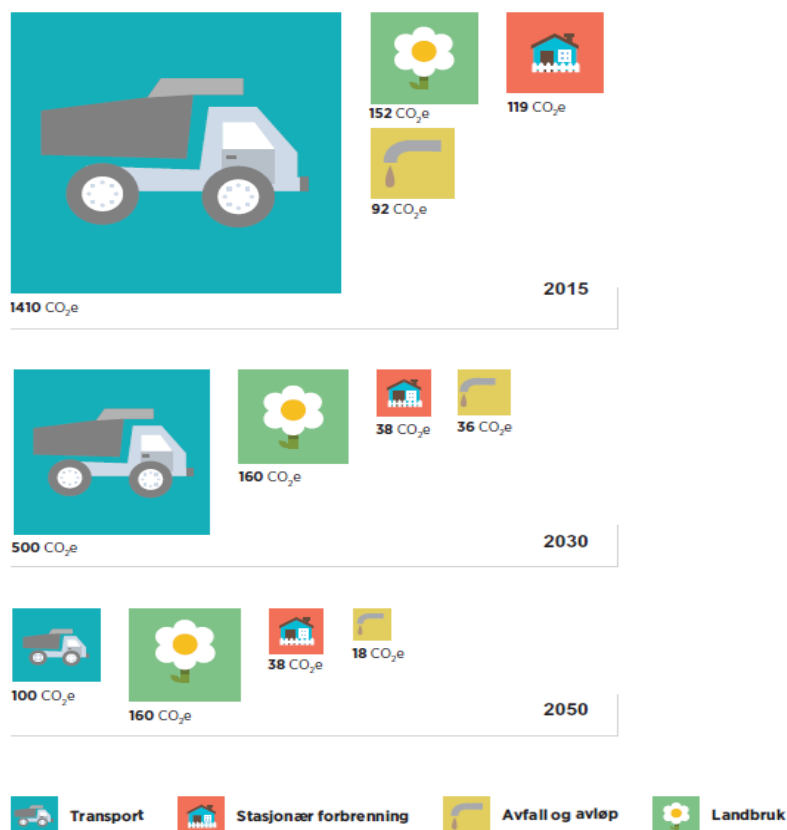 152 CO₂e
119 CO₂e
92 CO₂e
1410 CO₂e
2015
160 CO₂e
38 CO₂e
36 CO₂e
500 CO₂e
2030
100 CO₂e
160 CO₂e
38 CO₂e
18 CO₂e
2050
Transport
Stasjonær forbrenning
Avfall og avløp
Landbruk